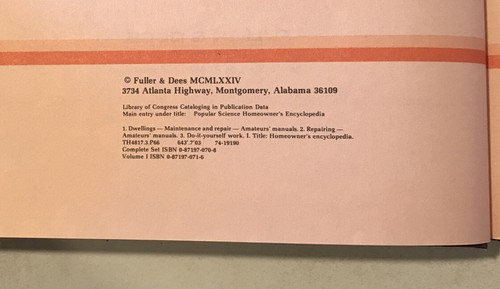 © Fuller & Dees MCMLXXIV
3734 Atlanta Highway, Montgomery, Alabama 36109
Library of Congress Cataloging in Publication Data
Main entry under title: Popular Science Homeowner's Encyclopedia
1. Dwellings — Maintenance and repair — Amateurs' manuals. 2. Repairing —
Amateurs' manuals. 3. Do-it-yourself work. I. Title: Homeowner's encyclopedia.
TH4817.3.P66 643'.7'03 74-19190
Complete Set ISBN 0-87197-070-8
Volume I ISBN 0-87197-071-6